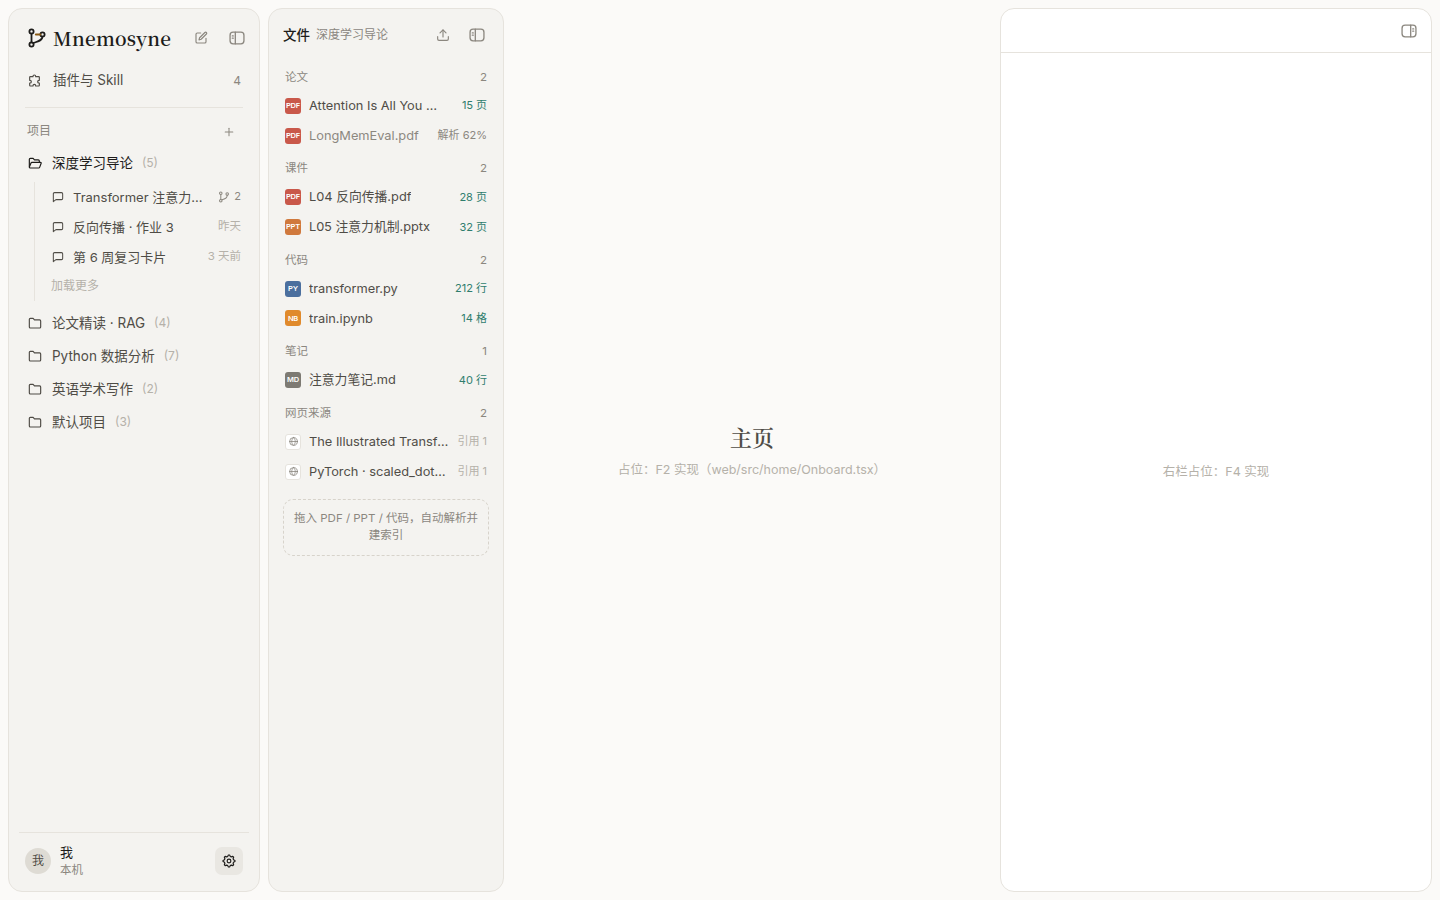 Mnemosyne
插件与 Skill 4
项目
深度学习导论 (5)
Transformer 注意力... 2
反向传播 · 作业 3 昨天
第 6 周复习卡片 3 天前
加载更多
论文精读 · RAG (4)
Python 数据分析 (7)
英语学术写作 (2)
默认项目 (3)
我 我
本机
文件 深度学习导论
论文 2
PDF Attention Is All You ... 15 页
PDF LongMemEval.pdf 解析 62%
课件 2
PDF L04 反向传播.pdf 28 页
PPT L05 注意力机制.pptx 32 页
代码 2
PY transformer.py 212 行
NB train.ipynb 14 格
笔记 1
MD 注意力笔记.md 40 行
网页来源 2
The Illustrated Transf... 引用 1
PyTorch · scaled_dot... 引用 1
拖入 PDF / PPT / 代码，自动解析并
建索引
主页
占位：F2 实现（web/src/home/Onboard.tsx）
右栏占位：F4 实现